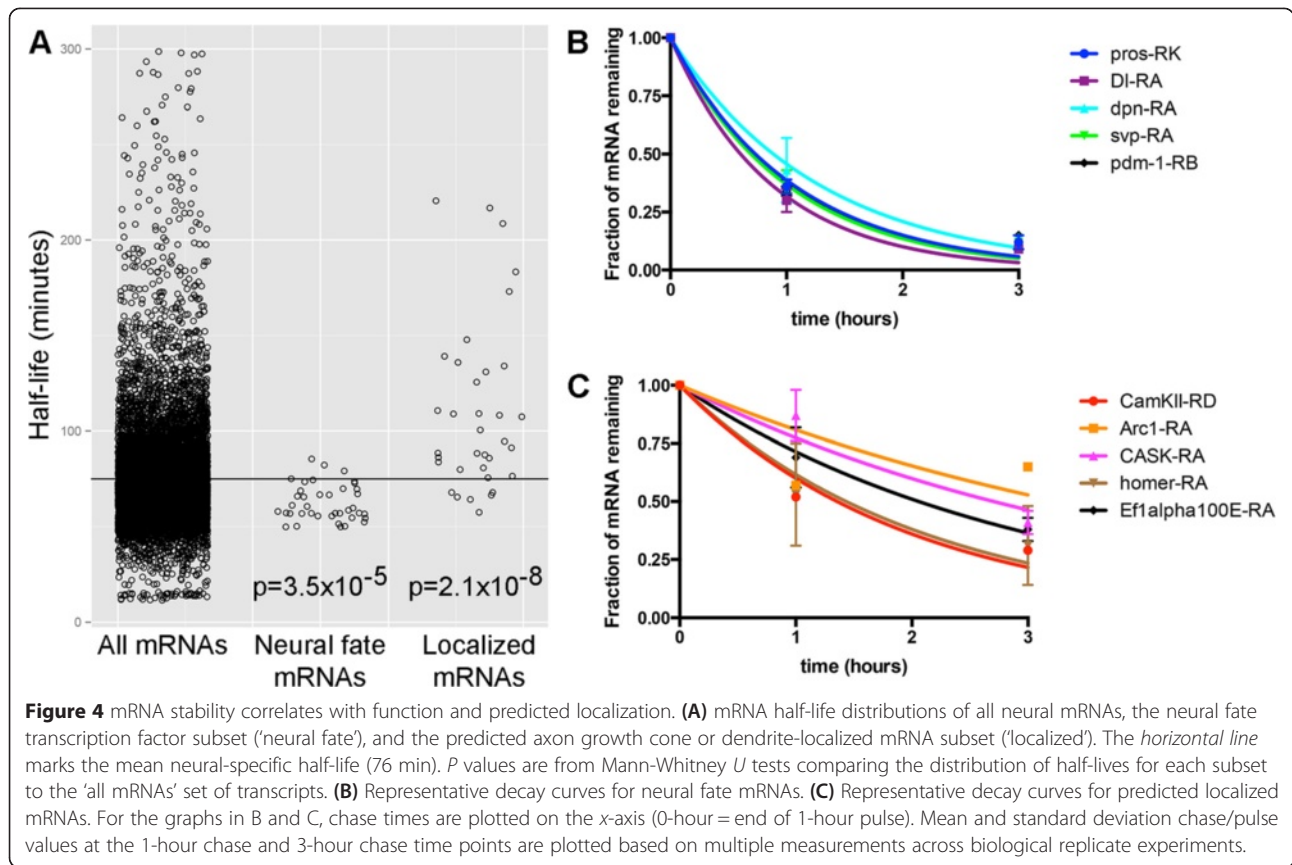 A
Half-life (minutes)
300
200
100
0
p=3.5x10-5
p=2.1x10-8
All mRNAs
Neural fate
mRNAs
Localized
mRNAs
B
Fraction of mRNA remaining
1.00
0.75
0.50
0.25
0.00
0
1
2
3
time (hours)
pros-RK
Dl-RA
dpn-RA
svp-RA
pdm-1-RB
C
Fraction of mRNA remaining
1.00
0.75
0.50
0.25
0.00
0
1
2
3
time (hours)
CamKII-RD
Arc1-RA
CASK-RA
homer-RA
Ef1alpha100E-RA
Figure 4 mRNA stability correlates with function and predicted localization. (A) mRNA half-life distributions of all neural mRNAs, the neural fate
transcription factor subset (‘neural fate’), and the predicted axon growth cone or dendrite-localized mRNA subset (‘localized’). The horizontal line
marks the mean neural-specific half-life (76 min). P values are from Mann-Whitney U tests comparing the distribution of half-lives for each subset
to the ‘all mRNAs’ set of transcripts. (B) Representative decay curves for neural fate mRNAs. (C) Representative decay curves for predicted localized
mRNAs. For the graphs in B and C, chase times are plotted on the x-axis (0-hour = end of 1-hour pulse). Mean and standard deviation chase/pulse
values at the 1-hour chase and 3-hour chase time points are plotted based on multiple measurements across biological replicate experiments.